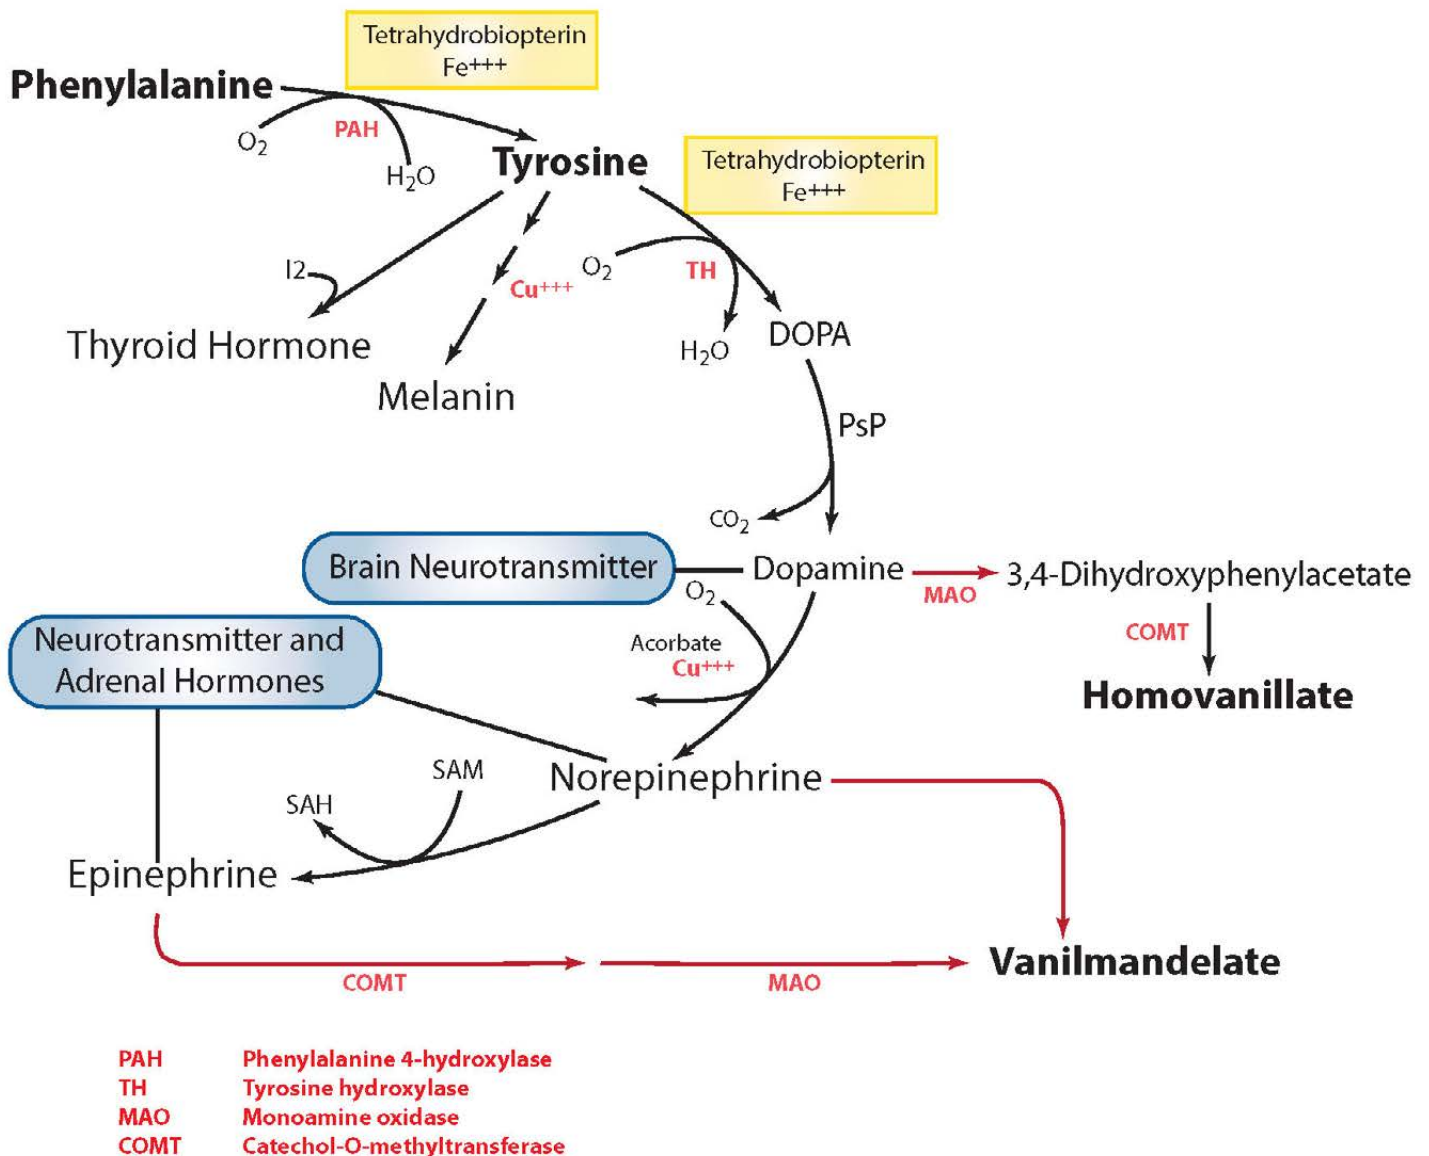 Tetrahydrobiopterin
Fe+++
Phenylalanine
O2
PAH
H2O
Tyrosine
Tetrahydrobiopterin
Fe+++
I2
Cu+++
O2
TH
H2O
DOPA
Thyroid Hormone
Melanin
PsP
CO2
Brain Neurotransmitter
Dopamine
MAO
3,4-Dihydroxyphenylacetate
O2
COMT
Neurotransmitter and
Adrenal Hormones
Acorbate
Cu+++
Homovanillate
SAM
SAH
Norepinephrine
Epinephrine
COMT
MAO
Vanilmandelate
PAH Phenylalanine 4-hydroxylase
TH Tyrosine hydroxylase
MAO Monoamine oxidase
COMT Catechol-O-methyltransferase